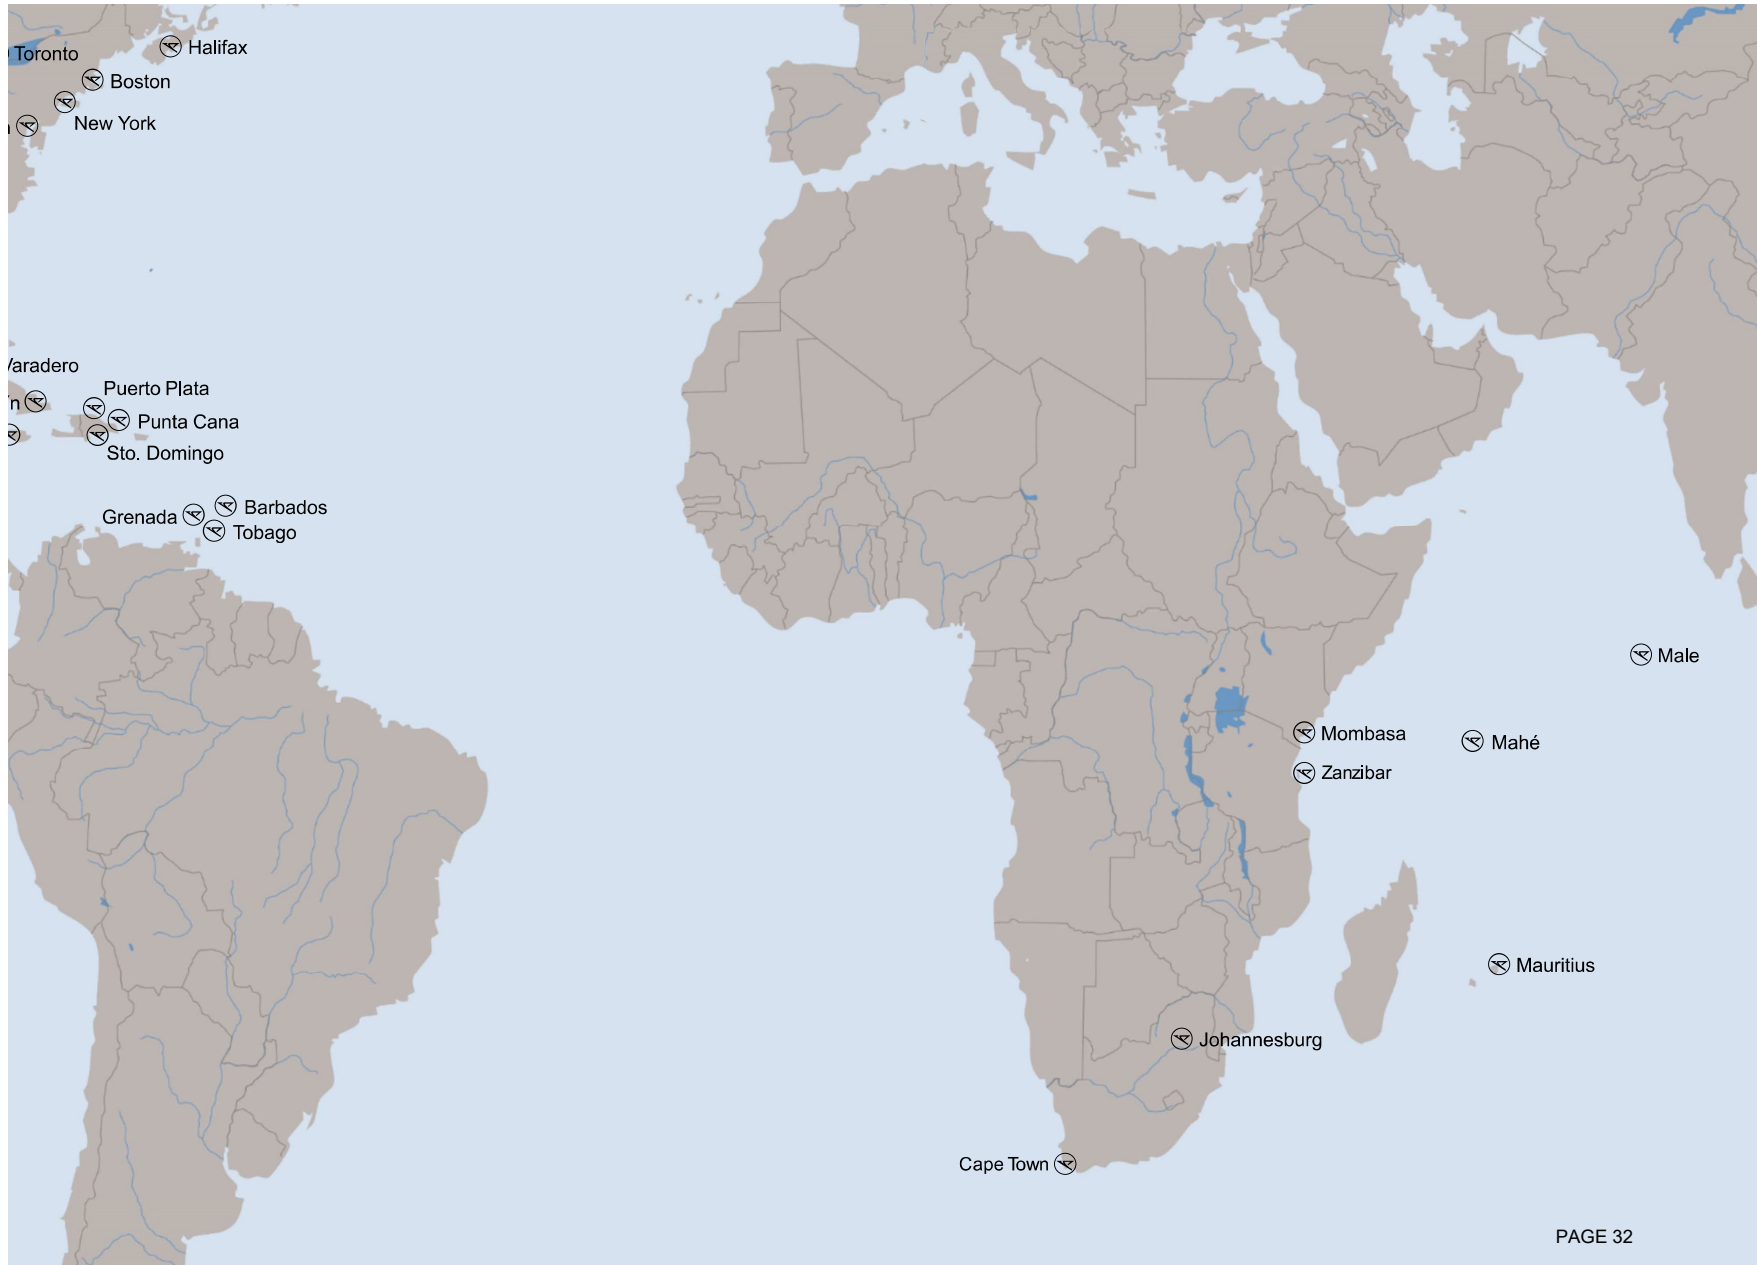 Toronto
Halifax
Boston
New York
Varadero
Puerto Plata
Punta Cana
Sto. Domingo
Grenada
Barbados
Tobago
Male
Mombasa
Mahé
Zanzibar
Mauritius
Johannesburg
Cape Town
PAGE 32